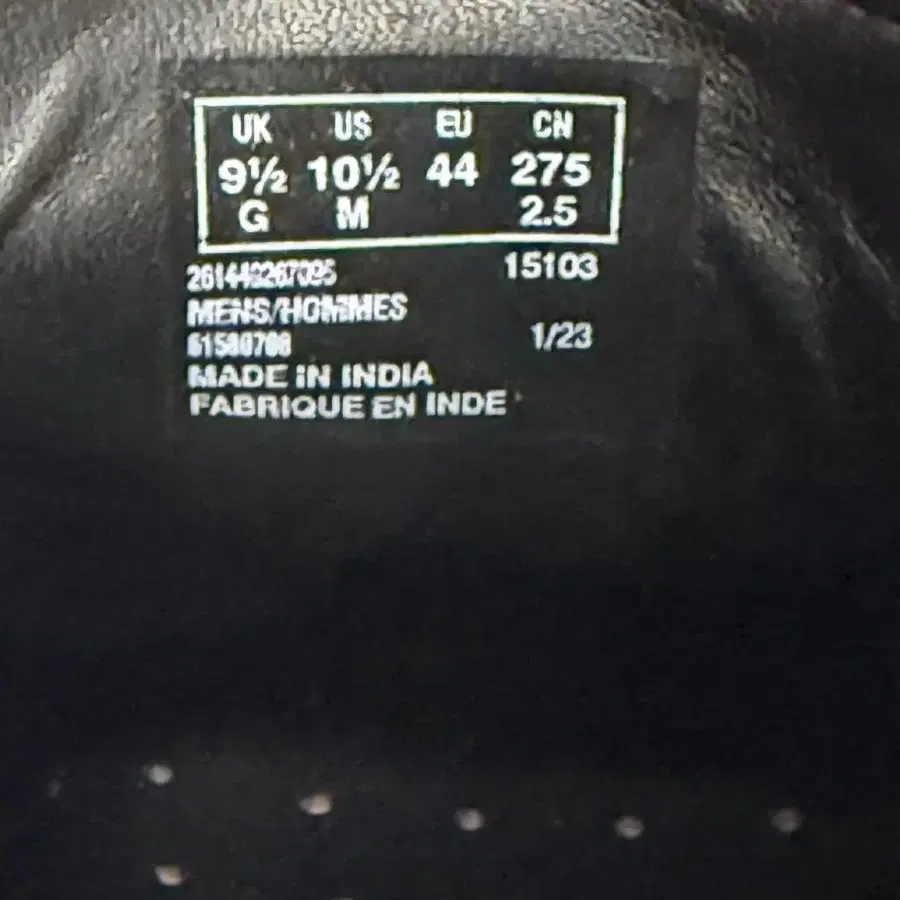 UK US EU CN
9½ 10½ 44 275
G M 2.5
15103
MENS/HOMMES
1/23
MADE IN INDIA
FABRIQUE EN INDE